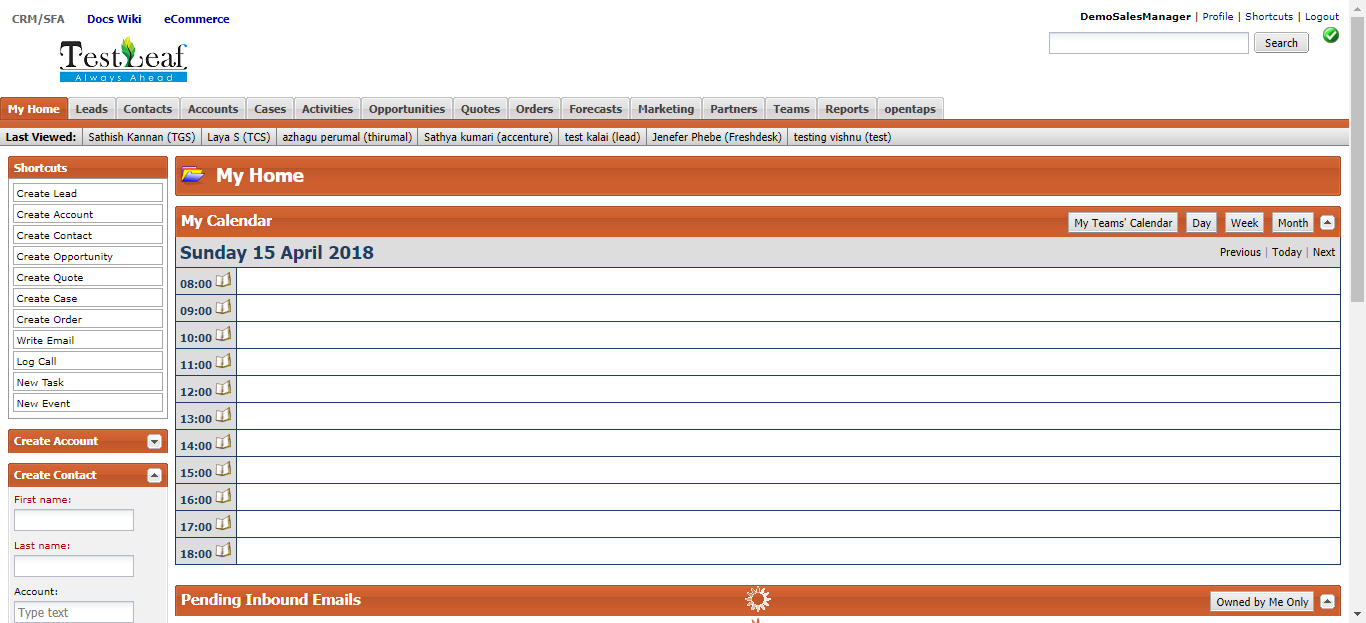 CRM/SFA Docs Wiki eCommerce
DemoSalesManager | Profile | Shortcuts | Logout
Search
TestLeaf
Always Ahead
My Home Leads Contacts Accounts Cases Activities Opportunities Quotes Orders Forecasts Marketing Partners Teams Reports opentaps
Last Viewed: Sathish Kannan (TGS) Laya S (TCS) azhagu perumal (thirumal) Sathya kumari (accenture) test kalai (lead) Jenefer Phebe (Freshdesk) testing vishnu (test)
Shortcuts
Create Lead
Create Account
Create Contact
Create Opportunity
Create Quote
Create Case
Create Order
Write Email
Log Call
New Task
New Event
Create Account
Create Contact
First name:
Last name:
Account:
Type text
My Home
My Calendar My Teams' Calendar Day Week Month
Sunday 15 April 2018 Previous | Today | Next
08:00
09:00
10:00
11:00
12:00
13:00
14:00
15:00
16:00
17:00
18:00
Pending Inbound Emails Owned by Me Only